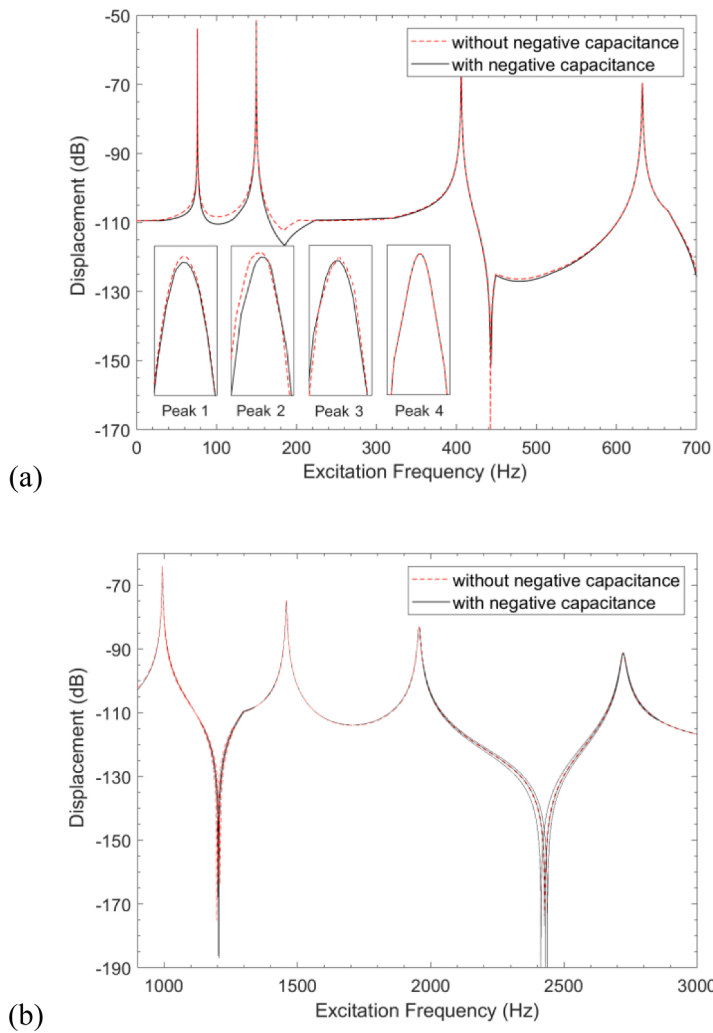 -50
without negative capacitance
with negative capacitance
-70
-90
-110
-130
-150
-170
Displacement (dB)
Peak 1 Peak 2 Peak 3 Peak 4
0 100 200 300 400 500 600 700
Excitation Frequency (Hz)
(a)
without negative capacitance
with negative capacitance
-70
-90
-110
-130
-150
-170
-190
Displacement (dB)
1000 1500 2000 2500 3000
Excitation Frequency (Hz)
(b)